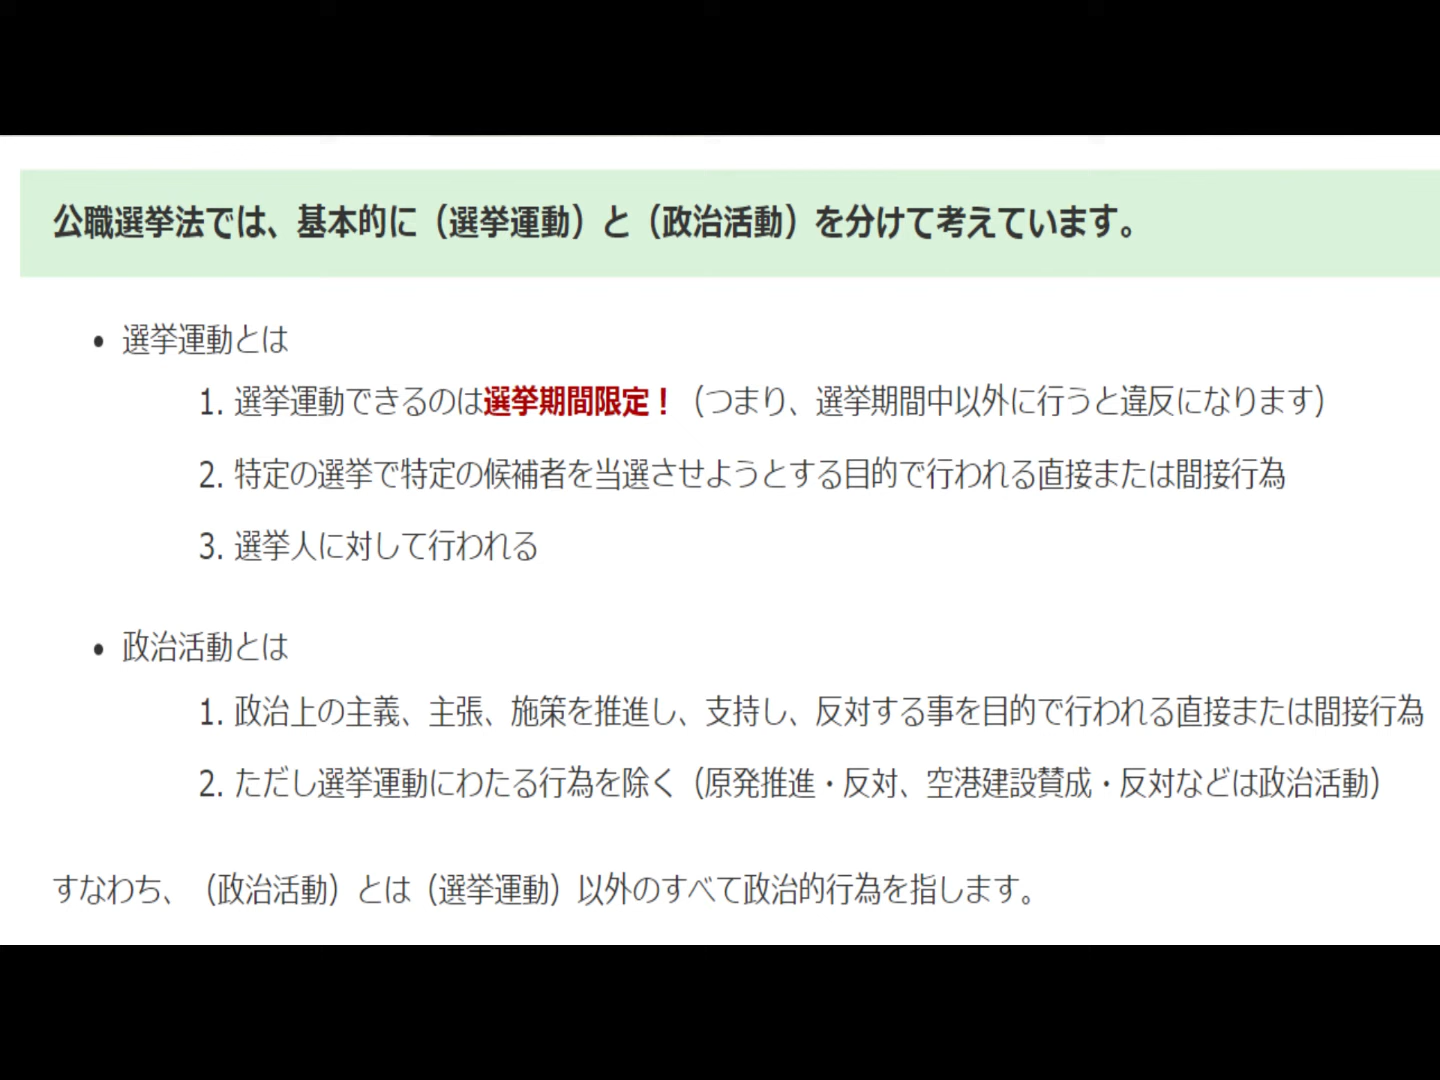 公職選挙法では、基本的に（選挙運動）と（政治活動）を分けて考えています。
• 選挙運動とは
1. 選挙運動できるのは選挙期間限定！（つまり、選挙期間中以外に行うと違反になります）
2. 特定の選挙で特定の候補者を当選させようとする目的で行われる直接または間接行為
3. 選挙人に対して行われる
• 政治活動とは
1. 政治上の主義、主張、施策を推進し、支持し、反対する事を目的で行われる直接または間接行為
2. ただし選挙運動にわたる行為を除く（原発推進・反対、空港建設賛成・反対などは政治活動）
すなわち、（政治活動）とは（選挙運動）以外のすべて政治的行為を指します。